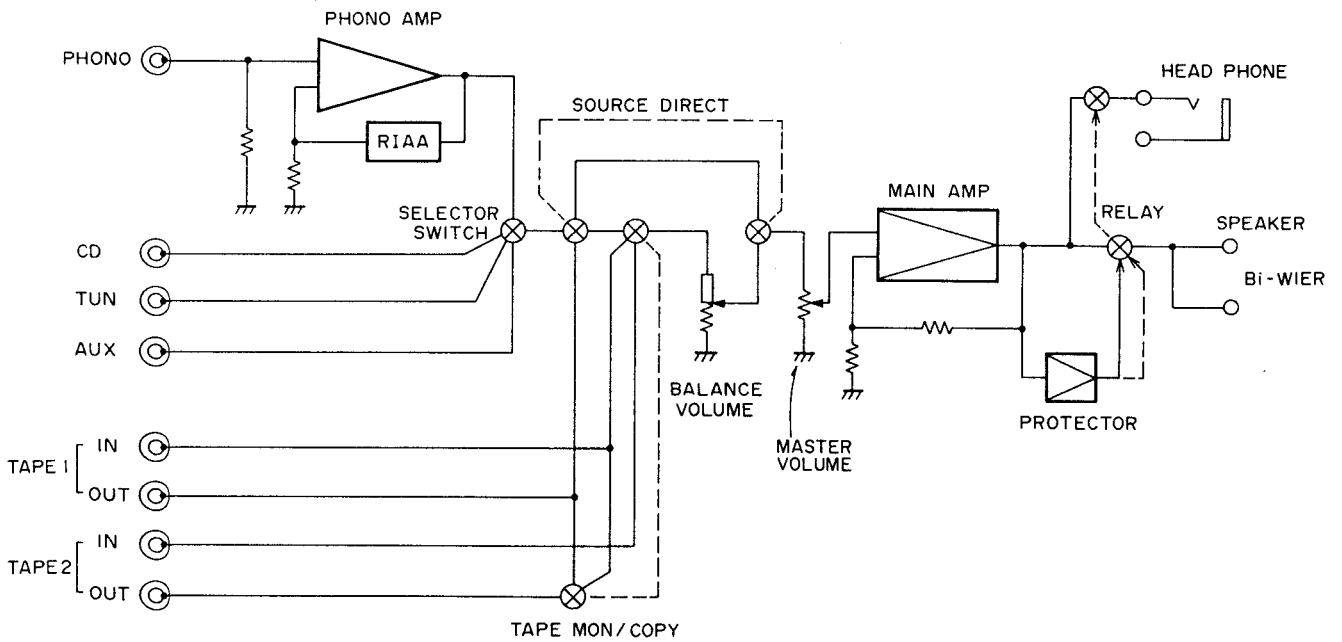 PHONO AMP
PHONO
RIAA
SOURCE DIRECT
HEAD PHONE
SELECTOR
SWITCH
MAIN AMP
RELAY
SPEAKER
Bi-WIER
CD
TUN
AUX
BALANCE
VOLUME
MASTER
VOLUME
PROTECTOR
TAPE 1
IN
OUT
TAPE 2
IN
OUT
TAPE MON/COPY